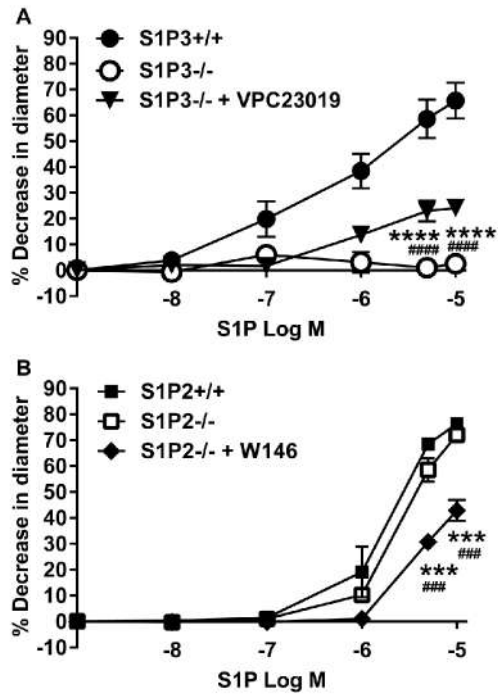 A
S1P3+/+
S1P3-/-
S1P3-/- + VPC23019
% Decrease in diameter
90
80
70
60
50
40
30
20
10
0
-10
**** ****
#### ####
-8 -7 -6 -5
S1P Log M
B
S1P2+/+
S1P2-/-
S1P2-/- + W146
% Decrease in diameter
90
80
70
60
50
40
30
20
10
0
-10
***
###
***
###
-8 -7 -6 -5
S1P Log M